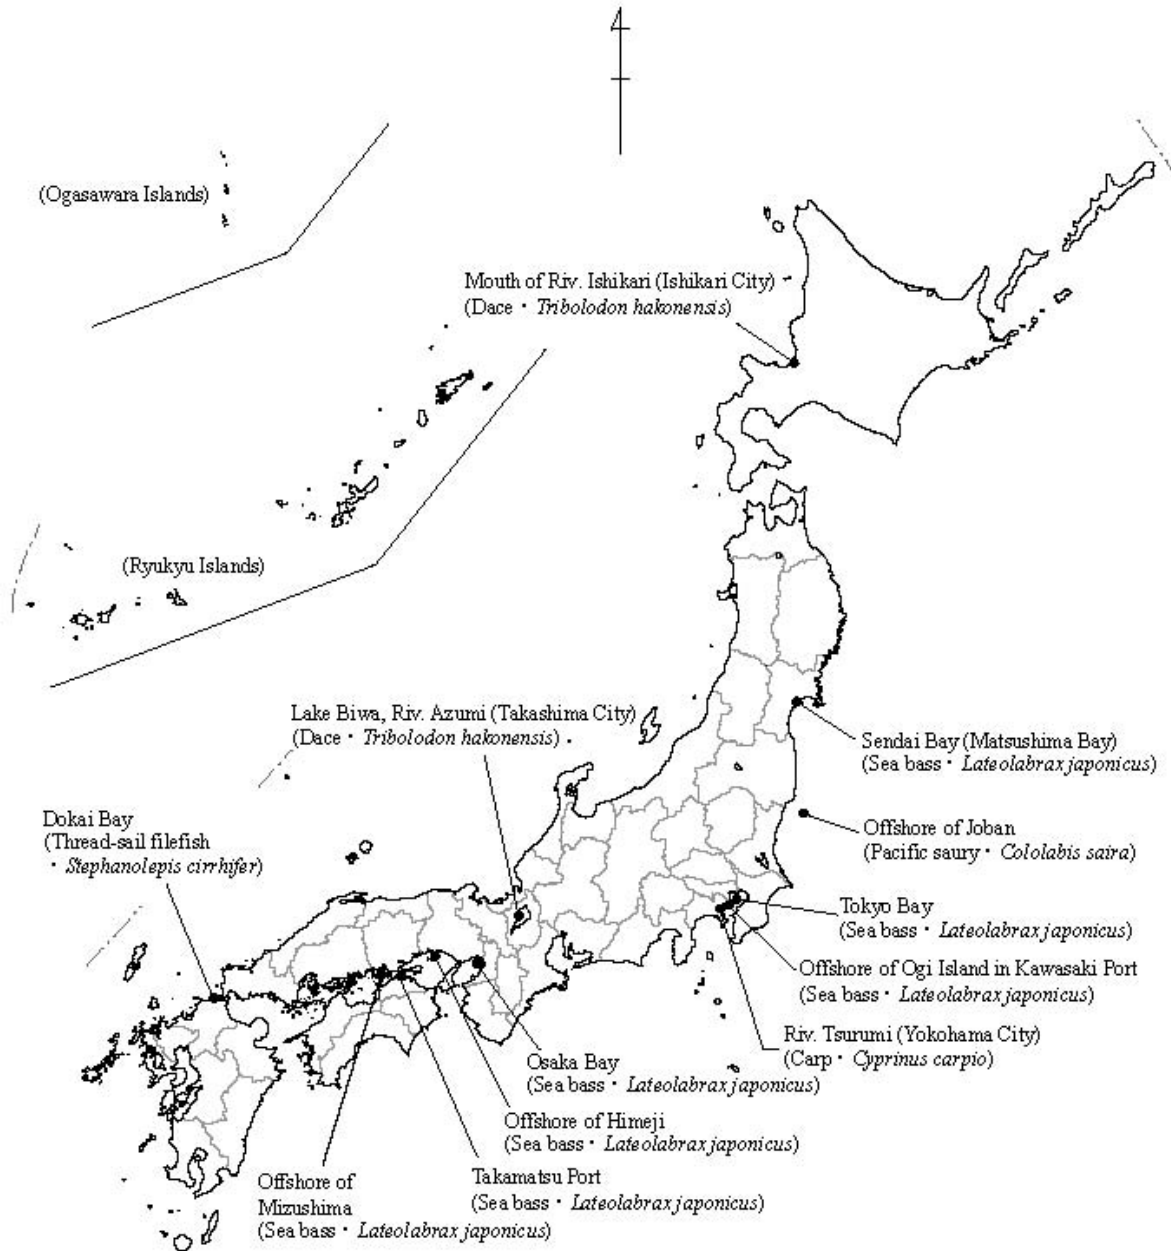 (Ogasawara Islands)
Mouth of Riv. Ishikari (Ishikari City)
(Dace・Tribolodon hakonensis)
(Ryukyu Islands)
Lake Biwa, Riv. Azumi (Takashima City)
(Dace・Tribolodon hakonensis)
Sendai Bay (Matsushima Bay)
(Sea bass・Lateolabrax japonicus)
Dokai Bay
(Thread-sail filefish
・Stephanolepis cirrhifer)
Offshore of Joban
(Pacific saury・Cololabis saira)
Tokyo Bay
(Sea bass・Lateolabrax japonicus)
Offshore of Ogi Island in Kawasaki Port
(Sea bass・Lateolabrax japonicus)
Riv. Tsurumi (Yokohama City)
(Carp・Cyprinus carpio)
Osaka Bay
(Sea bass・Lateolabrax japonicus)
Offshore of Himeji
(Sea bass・Lateolabrax japonicus)
Takamatsu Port
(Sea bass・Lateolabrax japonicus)
Offshore of
Mizushima
(Sea bass・Lateolabrax japonicus)